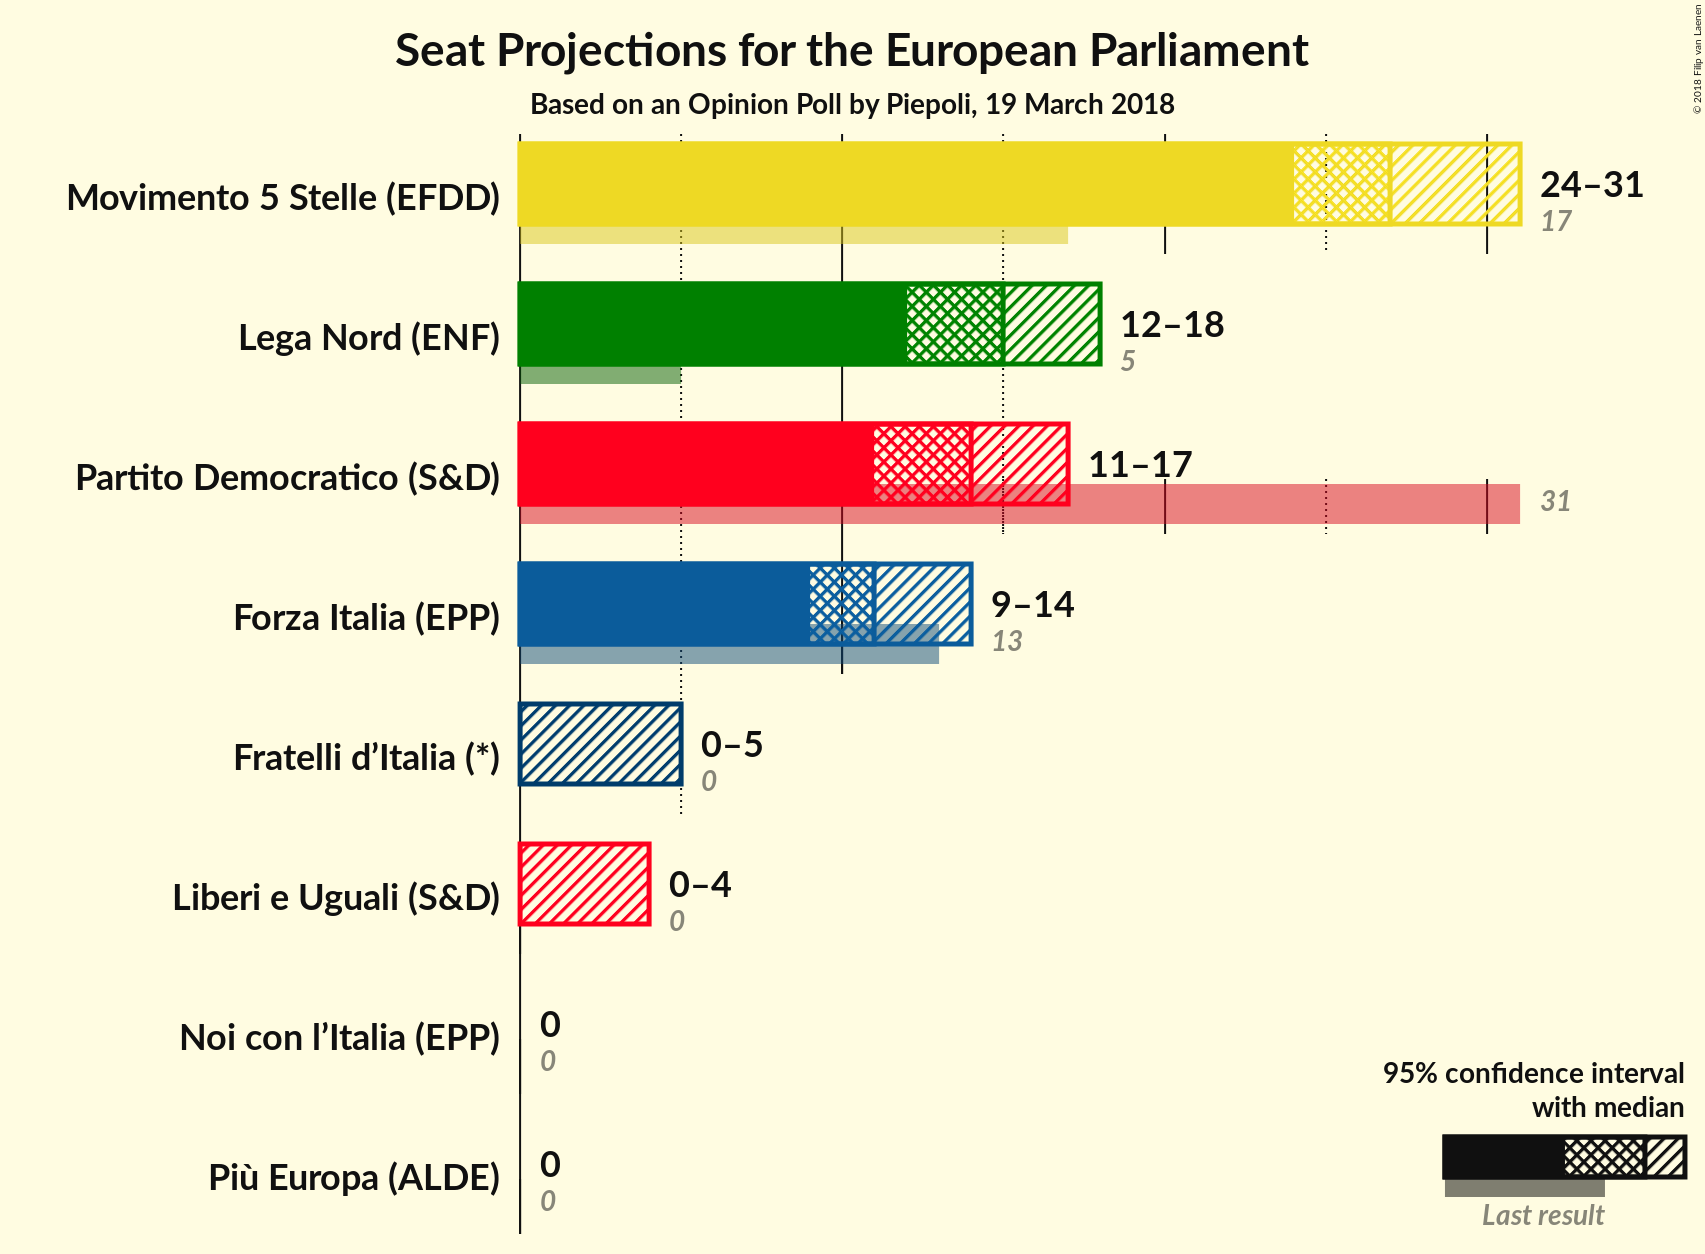 Seat Projections for the European Parliament
Based on an Opinion Poll by Piepoli, 19 March 2018
© 2018 Filip van Laenen
Movimento 5 Stelle (EFDD)
24–31
17
Lega Nord (ENF)
12–18
5
Partito Democratico (S&D)
11–17
31
Forza Italia (EPP)
9–14
13
Fratelli d’Italia (*)
0–5
0
Liberi e Uguali (S&D)
0–4
0
Noi con l’Italia (EPP)
0
0
Più Europa (ALDE)
0
0
95% confidence interval
with median
Last result